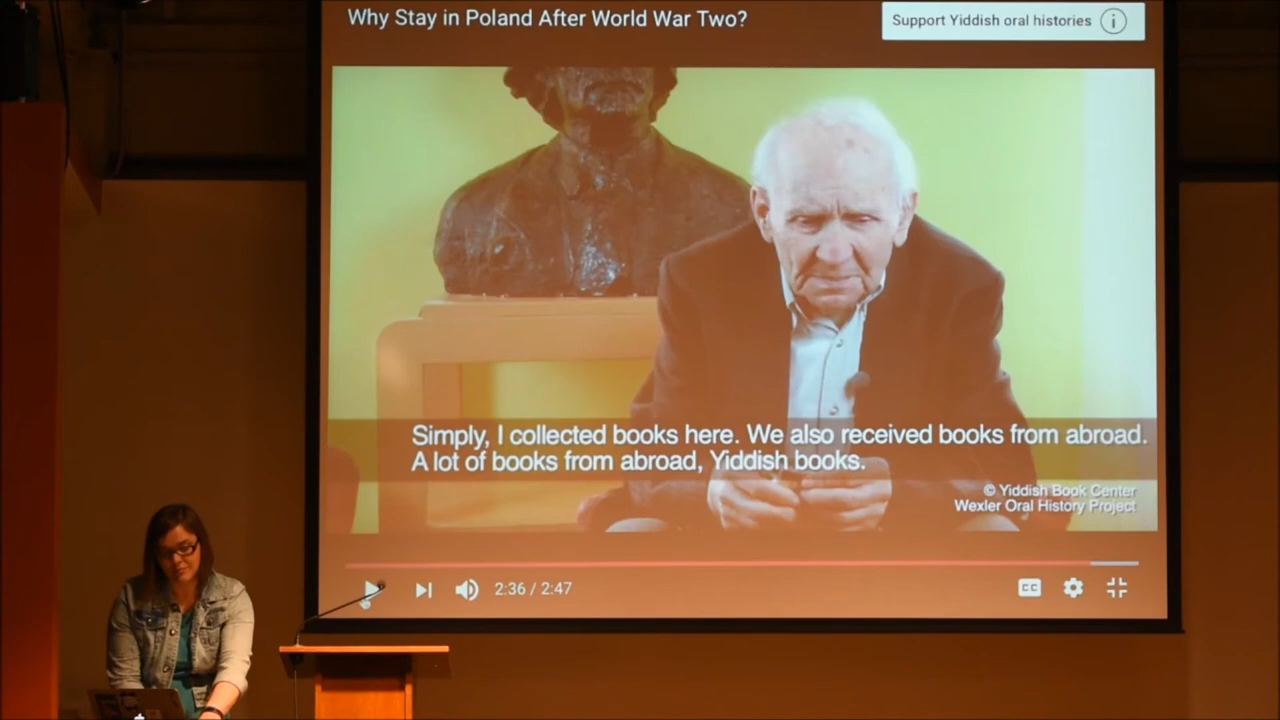 Why Stay in Poland After World War Two?
Support Yiddish oral histories
Simply, I collected books here. We also received books from abroad.
A lot of books from abroad, Yiddish books.
© Yiddish Book Center
Wexler Oral History Project
2:36 / 2:47
CC